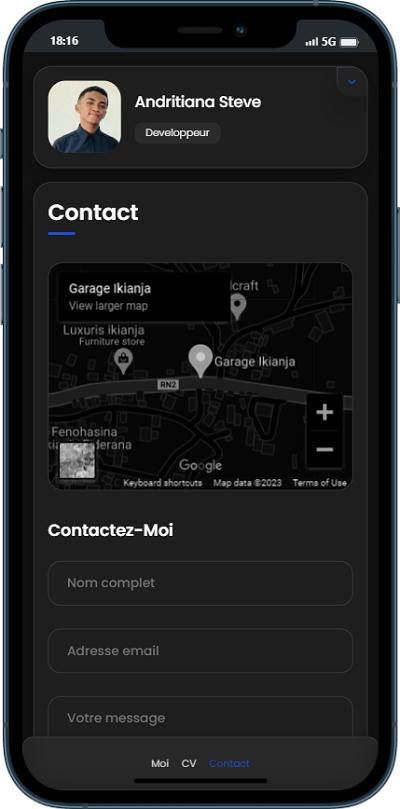 18:16
5G
Andritiana Steve
Developpeur
Contact
Garage Ikianja
View larger map
lcraft
Luxuris ikianja
Furniture store
Garage Ikianja
RN2
Fenohasina
derana
Google
Keyboard shortcuts Map data ©2023 Terms of Use
Contactez-Moi
Nom complet
Adresse email
Votre message
Moi CV Contact